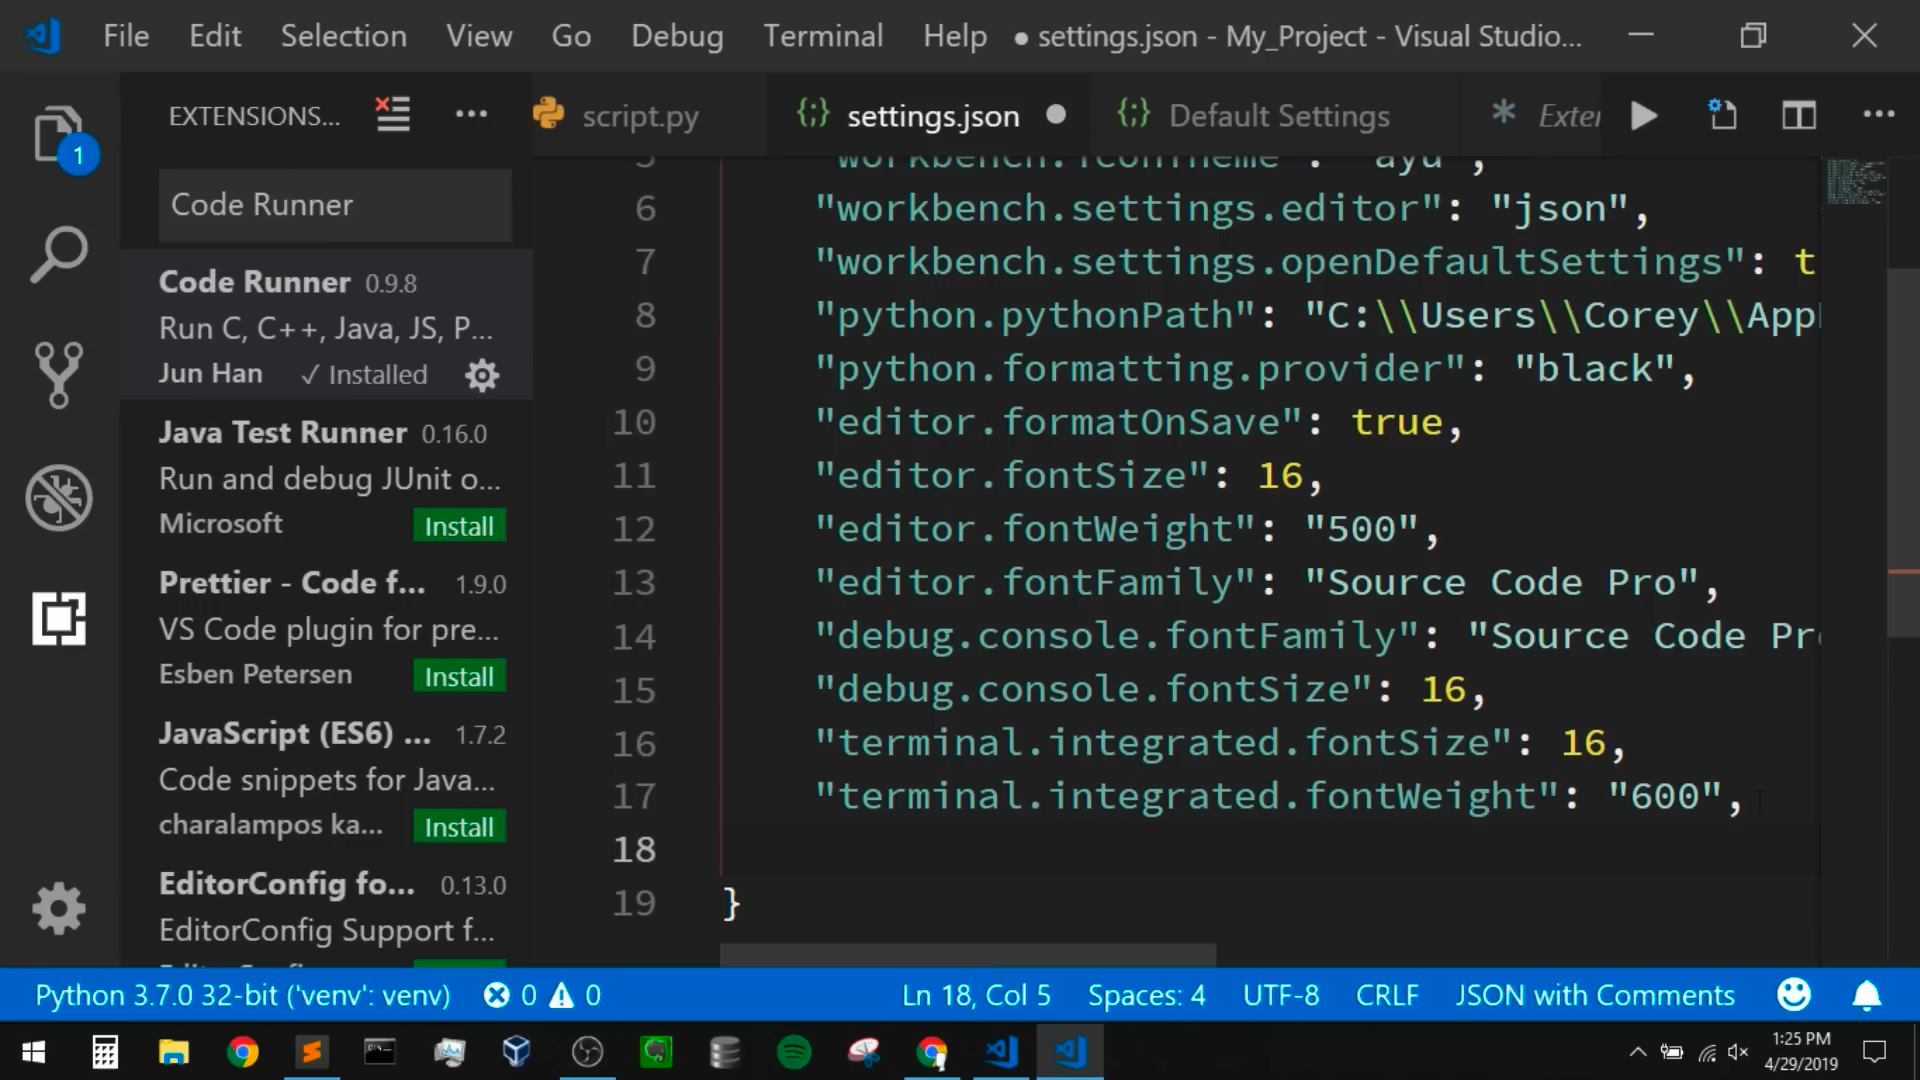 File Edit Selection View Go Debug Terminal Help ● settings.json - My_Project - Visual Studio...
EXTENSIONS... script.py settings.json Default Settings
1
Code Runner
Code Runner 0.9.8
Run C, C++, Java, JS, P...
Jun Han ✓ Installed
Java Test Runner 0.16.0
Run and debug JUnit o...
Microsoft Install
Prettier - Code f... 1.9.0
VS Code plugin for pre...
Esben Petersen Install
JavaScript (ES6) ... 1.7.2
Code snippets for Java...
charalampos ka... Install
EditorConfig fo... 0.13.0
EditorConfig Support f...
5 "workbench.iconTheme": "ayu",
6 "workbench.settings.editor": "json",
7 "workbench.settings.openDefaultSettings": t
8 "python.pythonPath": "C:\\Users\\Corey\\App
9 "python.formatting.provider": "black",
10 "editor.formatOnSave": true,
11 "editor.fontSize": 16,
12 "editor.fontWeight": "500",
13 "editor.fontFamily": "Source Code Pro",
14 "debug.console.fontFamily": "Source Code Pr
15 "debug.console.fontSize": 16,
16 "terminal.integrated.fontSize": 16,
17 "terminal.integrated.fontWeight": "600",
18
19 }
Python 3.7.0 32-bit ('venv': venv) 0 0 Ln 18, Col 5 Spaces: 4 UTF-8 CRLF JSON with Comments
1:25 PM
4/29/2019